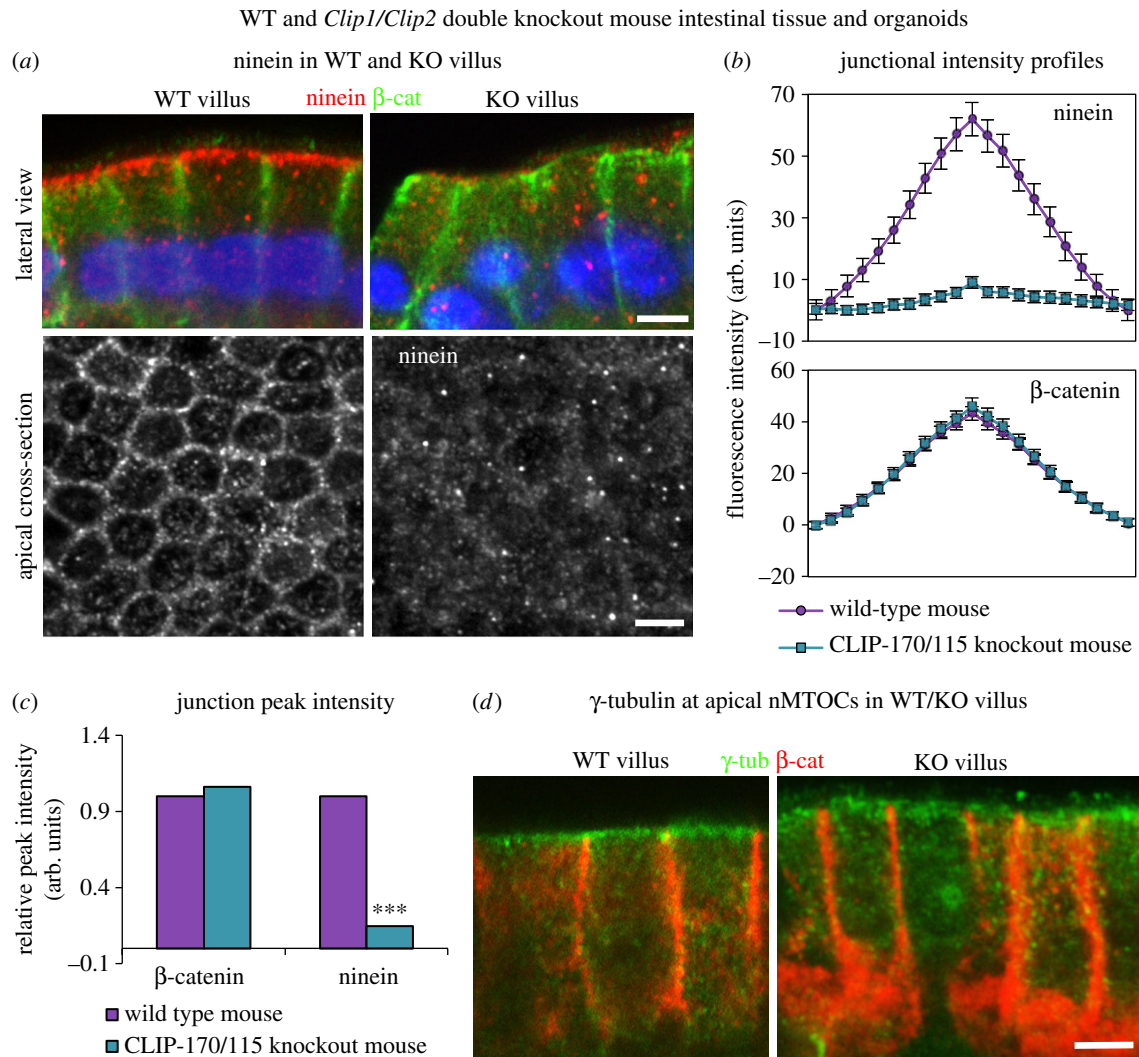 WT and Clip1/Clip2 double knockout mouse intestinal tissue and organoids
(a)
ninein in WT and KO villus
WT villus
ninein β-cat
KO villus
lateral view
apical cross-section
ninein
(b)
junctional intensity profiles
fluorescence intensity (arb. units)
70
50
30
10
–10
ninein
60
40
20
0
–20
β-catenin
wild-type mouse
CLIP-170/115 knockout mouse
(c)
junction peak intensity
relative peak intensity
(arb. units)
1.4
0.9
0.4
–0.1
***
β-catenin
ninein
wild type mouse
CLIP-170/115 knockout mouse
(d)
γ-tubulin at apical nMTOCs in WT/KO villus
WT villus
γ-tub β-cat
KO villus